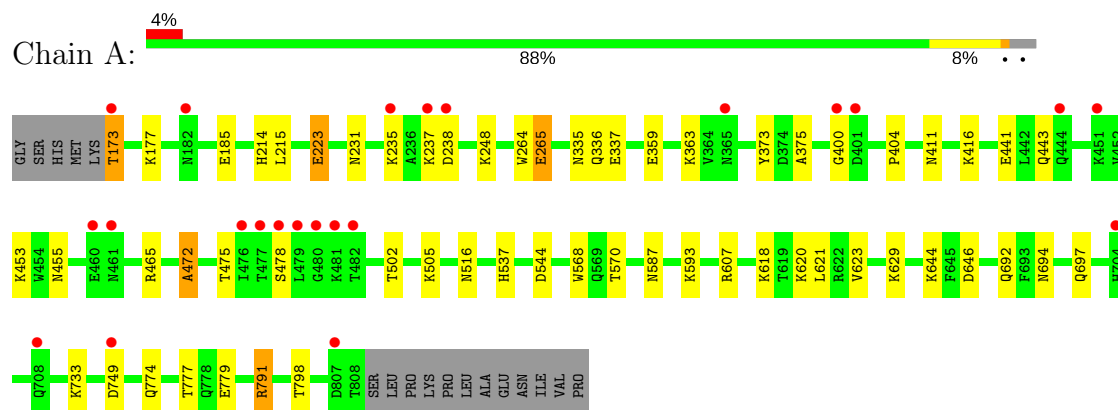 4%
Chain A:
88% 8% • •
GLY SER HIS MET LYS T173 K177 N182 E185 H214 L215 E223 N231 K235 A236 K237 D238 K248 W264 E265 N335 Q336 E337 E359 K363 V364 N365 Y373 D374 A375 G400 D401 P404 N411 K416 E441 L442 Q443 Q444 K451
K453 W454 N455 E460 N461 R465 A472 T475 I476 T477 S478 L479 G480 K481 T482 T502 K505 N516 H537 D544 W568 Q569 T570 N587 K593 R607 K618 T619 K620 L621 R622 V623 K629 K644 F645 D646 Q692 F693 N694 Q697 H704
Q708 K733 D749 Q774 T777 Q778 E779 R791 T798 D807 T808 SER LEU PRO LYS PRO LEU ALA GLU ASN ILE VAL PRO